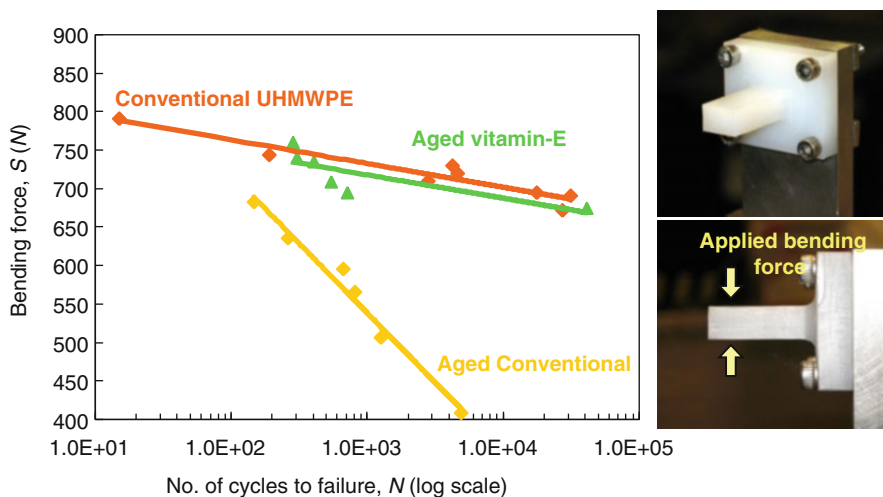 900
850
800
750
700
650
600
550
500
450
400
Bending force, S (N)
Conventional UHMWPE
Aged vitamin-E
Aged Conventional
1.0E+01 1.0E+02 1.0E+03 1.0E+04 1.0E+05
No. of cycles to failure, N (log scale)
Applied bending
force